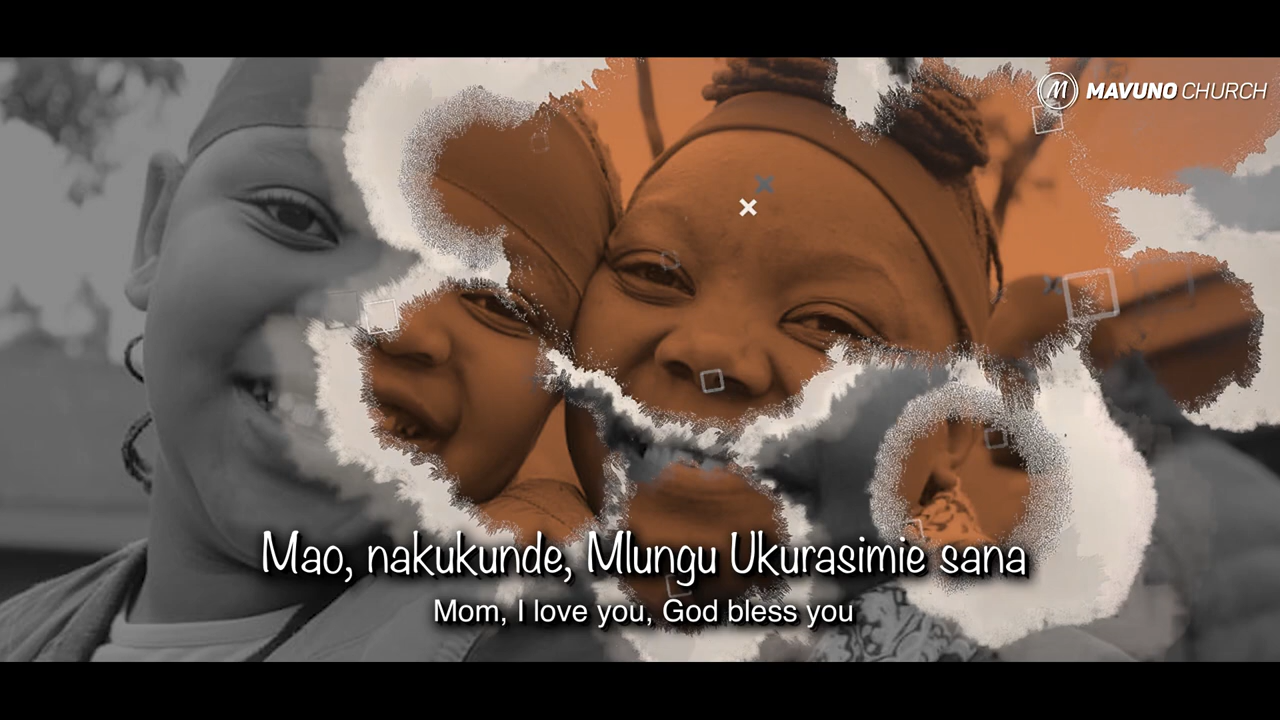 MAVUNO CHURCH
Mao, nakukunde, Mlungu Ukurasimie sana
Mom, I love you, God bless you